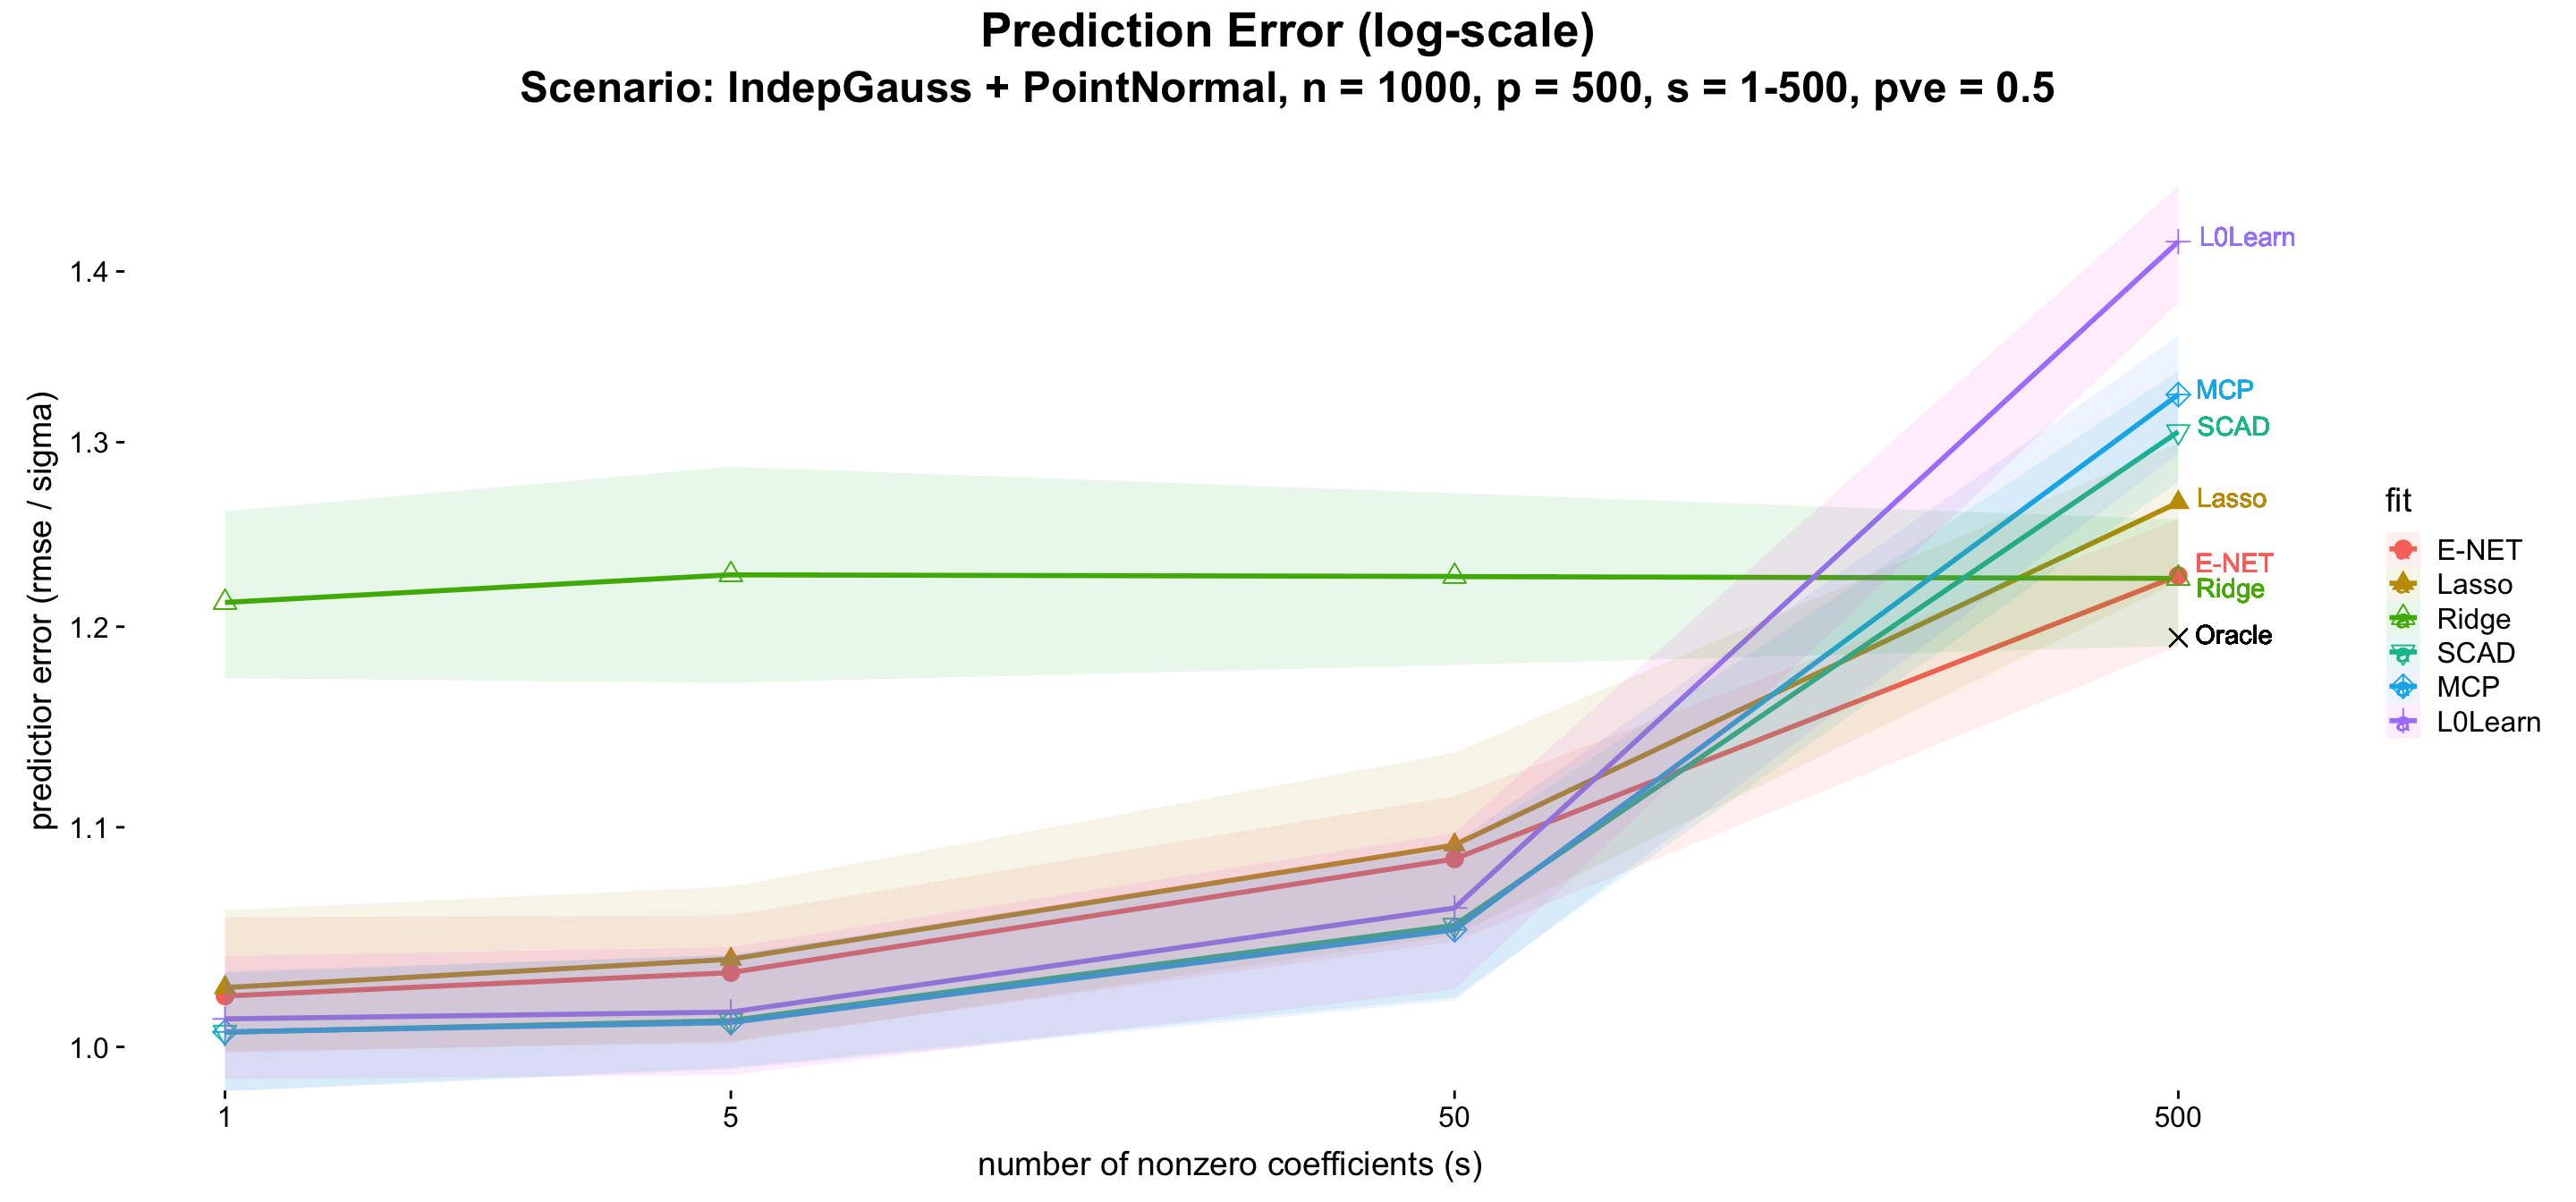 Prediction Error (log-scale)
Scenario: IndepGauss + PointNormal, n = 1000, p = 500, s = 1-500, pve = 0.5
predictior error (rmse / sigma)
1.4
1.3
1.2
1.1
1.0
L0Learn
MCP
SCAD
Lasso
E-NET
Ridge
Oracle
1
5
50
500
number of nonzero coefficients (s)
fit
E-NET
Lasso
Ridge
SCAD
MCP
L0Learn